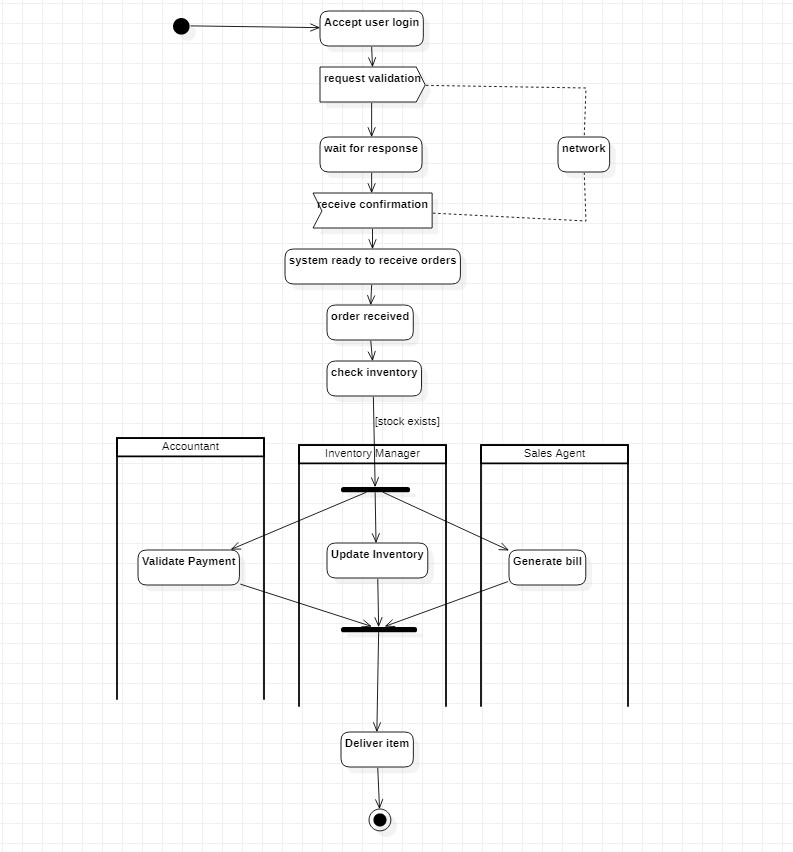 Accept user login
request validation
wait for response
network
receive confirmation
system ready to receive orders
order received
check inventory
[stock exists]
Accountant
Inventory Manager
Sales Agent
Validate Payment
Update Inventory
Generate bill
Deliver item